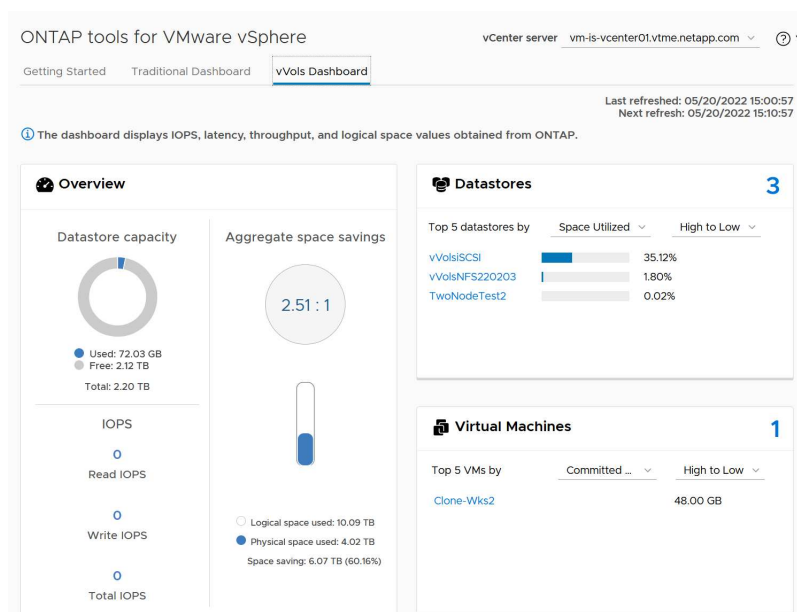 ONTAP tools for VMware vSphere
vCenter server vm-is-vcenter01.vtme.netapp.com
Getting Started Traditional Dashboard vVols Dashboard
Last refreshed: 05/20/2022 15:00:57
Next refresh: 05/20/2022 15:10:57
The dashboard displays IOPS, latency, throughput, and logical space values obtained from ONTAP.
Overview
Datastore capacity
Used: 72.03 GB
Free: 2.12 TB
Total: 2.20 TB
IOPS
0
Read IOPS
0
Write IOPS
0
Total IOPS
Aggregate space savings
2.51 : 1
Logical space used: 10.09 TB
Physical space used: 4.02 TB
Space saving: 6.07 TB (60.16%)
Datastores 3
Top 5 datastores by Space Utilized High to Low
vVolsiSCSI 35.12%
vVolsNFS220203 1.80%
TwoNodeTest2 0.02%
Virtual Machines 1
Top 5 VMs by Committed ... High to Low
Clone-Wks2 48.00 GB